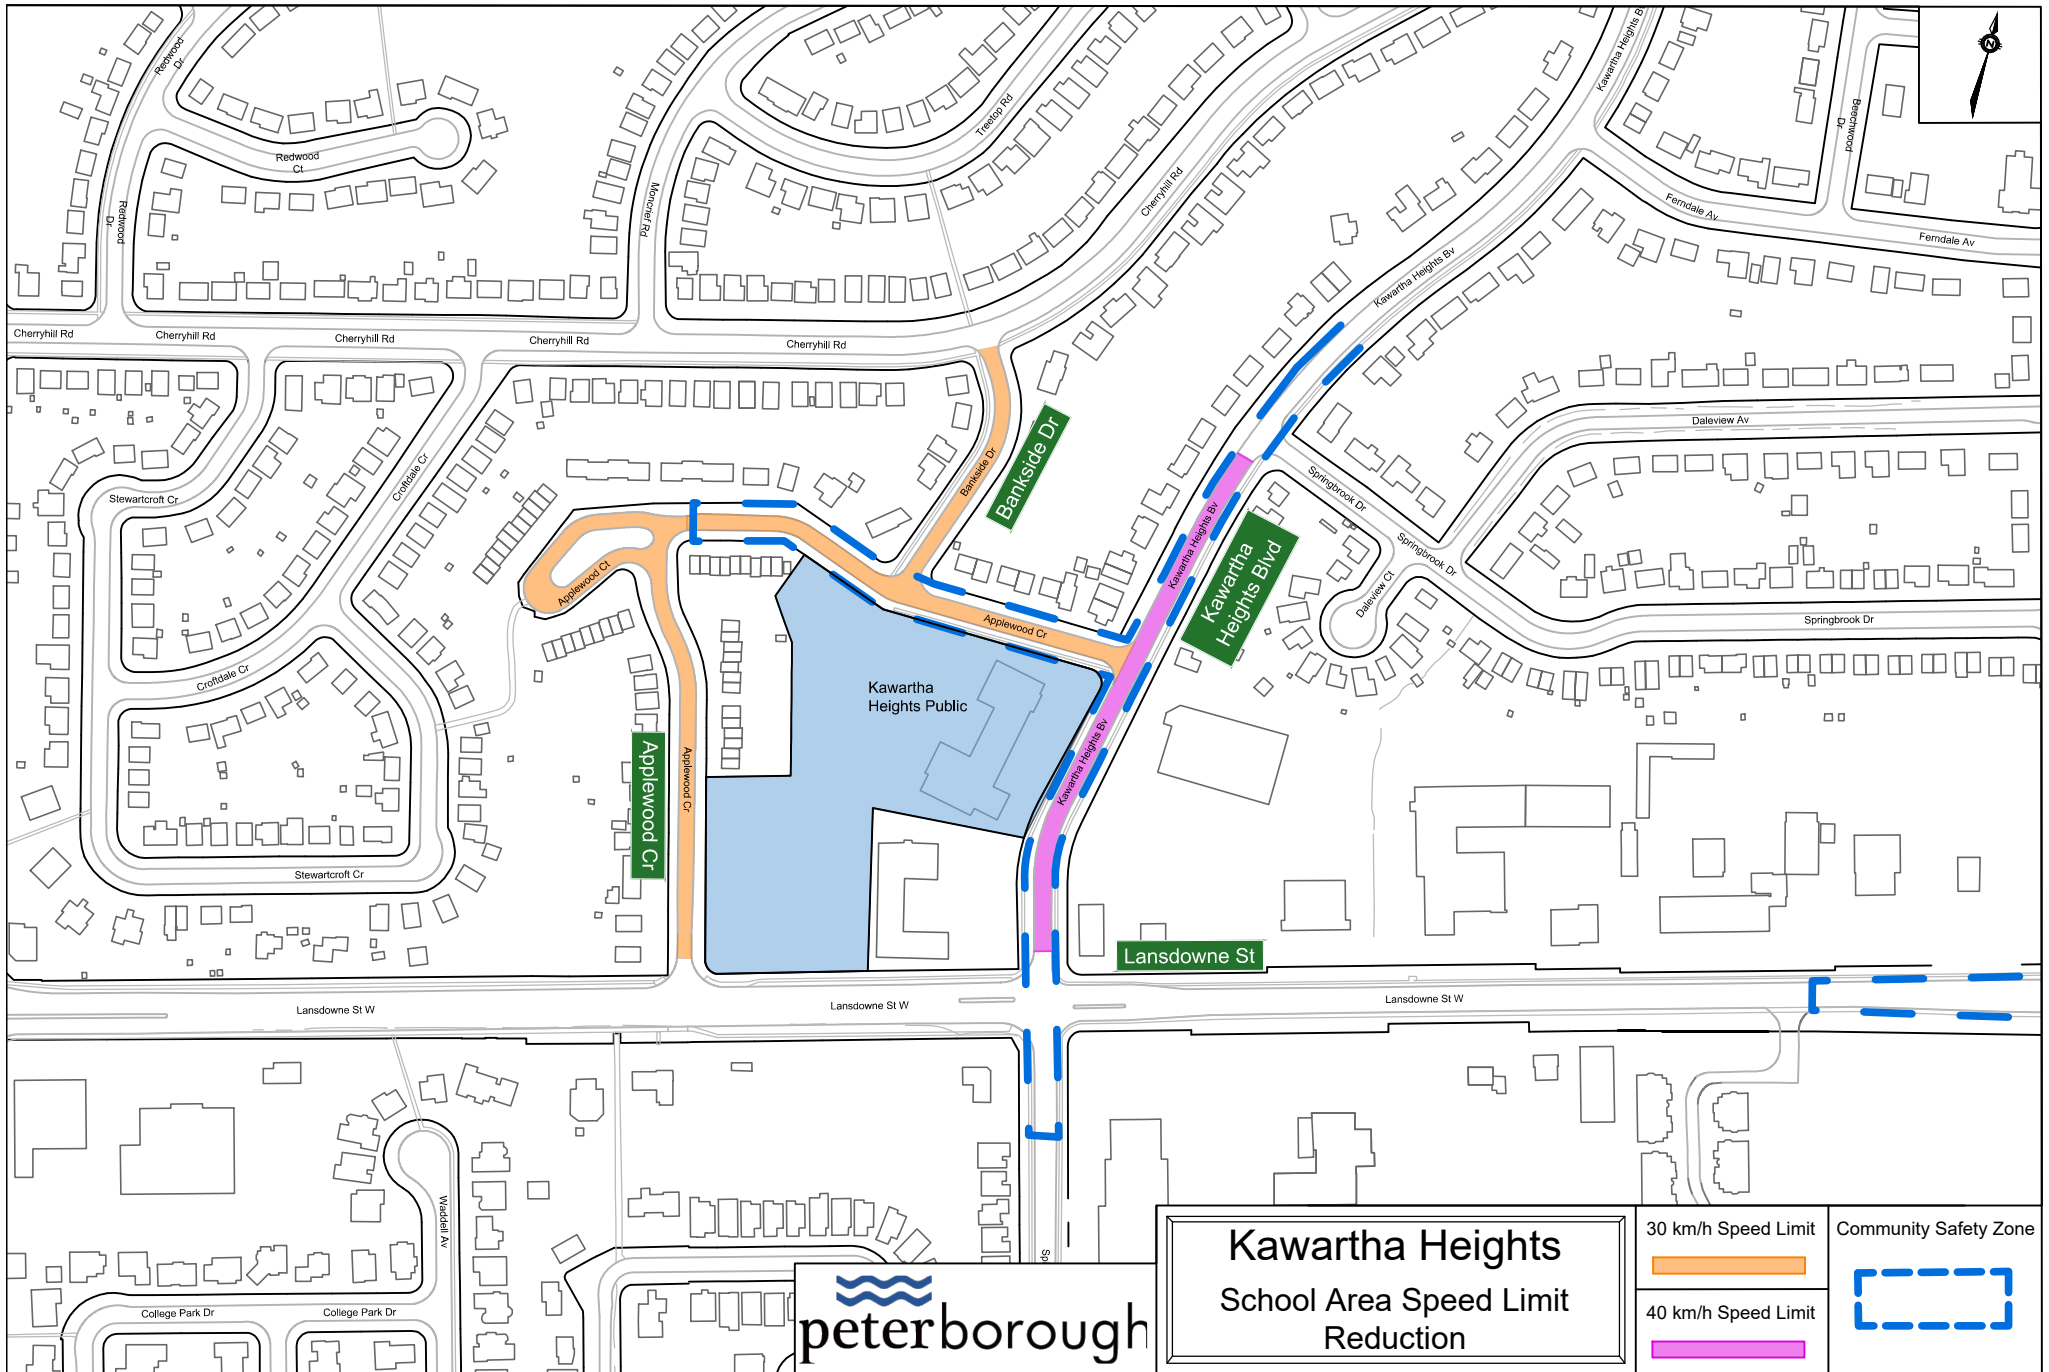 Redwood
Dr
Redwood
Ct
Redwood
Dr
Moncrief Rd
Treetop Rd
Cherryhill Rd
Kawartha Heights Bv
Kawartha Heights Bv
Beechwood
Dr
Ferndale Av
Ferndale Av
N
Cherryhill Rd
Cherryhill Rd
Cherryhill Rd
Cherryhill Rd
Cherryhill Rd
Daleview Av
Stewartcroft Cr
Croftdale Cr
Bankside Dr
Bankside Dr
Springbrook Dr
Springbrook Dr
Daleview Ct
Springbrook Dr
Kawartha Heights Bv
Kawartha
Heights Blvd
Applewood Ct
Applewood Cr
Croftdale Cr
Kawartha
Heights Public
Applewood Cr
Applewood Cr
Kawartha Heights Bv
Stewartcroft Cr
Lansdowne St
Lansdowne St W
Lansdowne St W
Lansdowne St W
Waddell Av
College Park Dr
College Park Dr
Sp
peterborough
Kawartha Heights
School Area Speed Limit
Reduction
30 km/h Speed Limit
40 km/h Speed Limit
Community Safety Zone